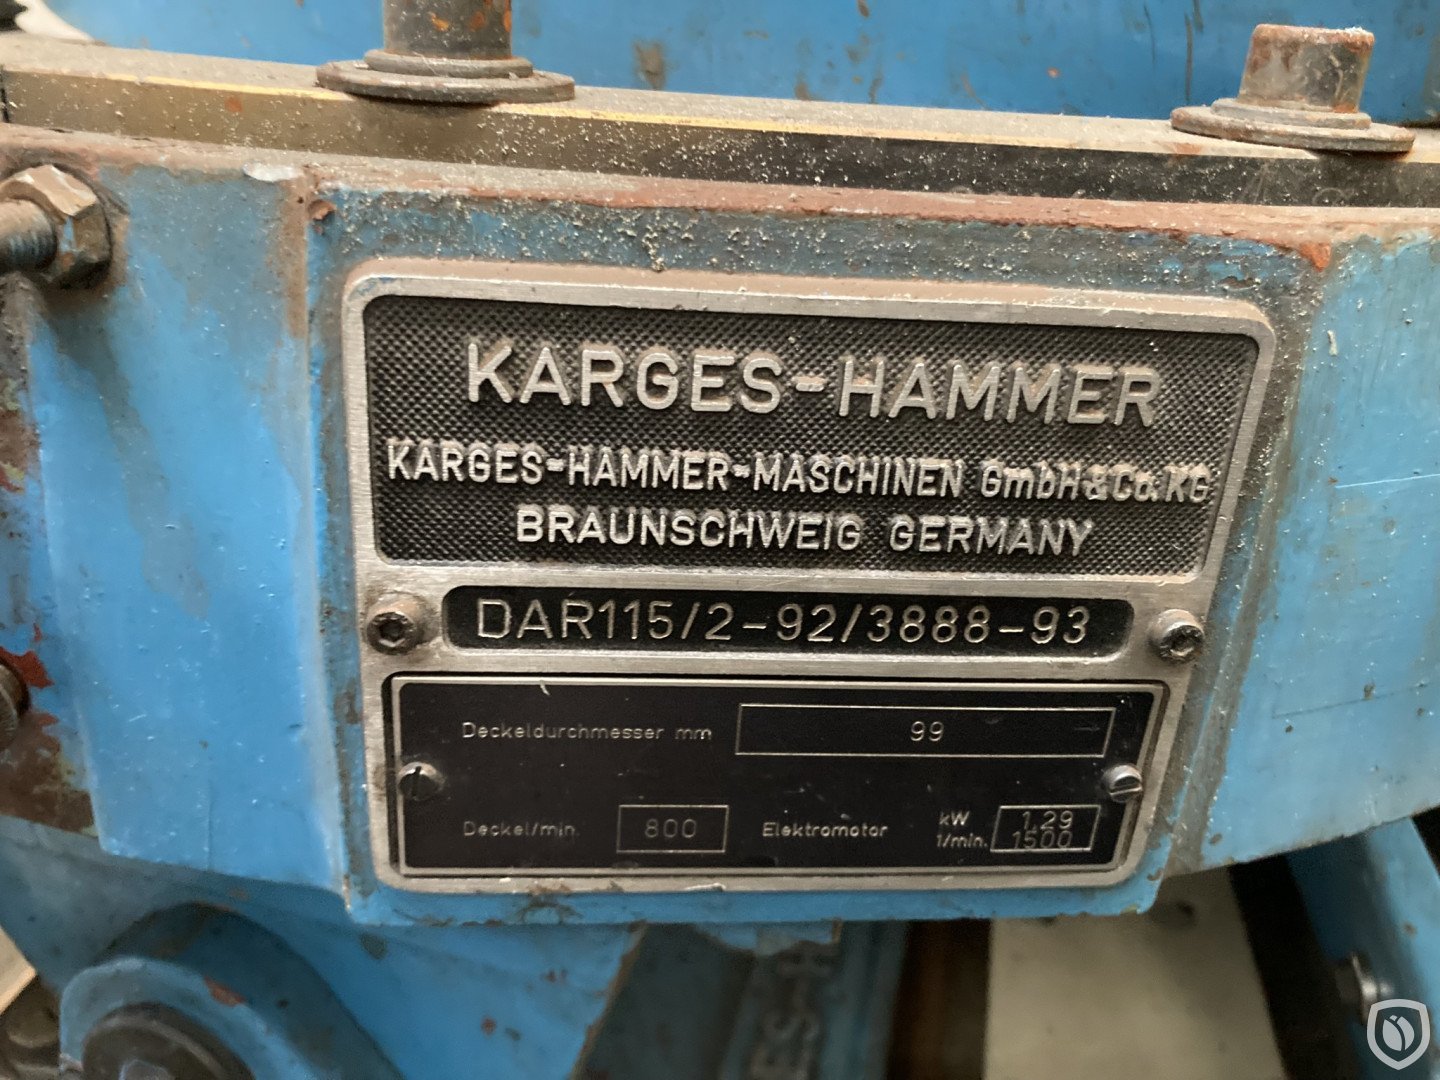 KARGES-HAMMER
KARGES-HAMMER-MASCHINEN GmbH & Co. KG
BRAUNSCHWEIG GERMANY
DAR115/2-92/3888-93
Deckeldurchmesser mm 99
Deckel/min. 800 Elektromotor kW 1,29
1/min. 1500